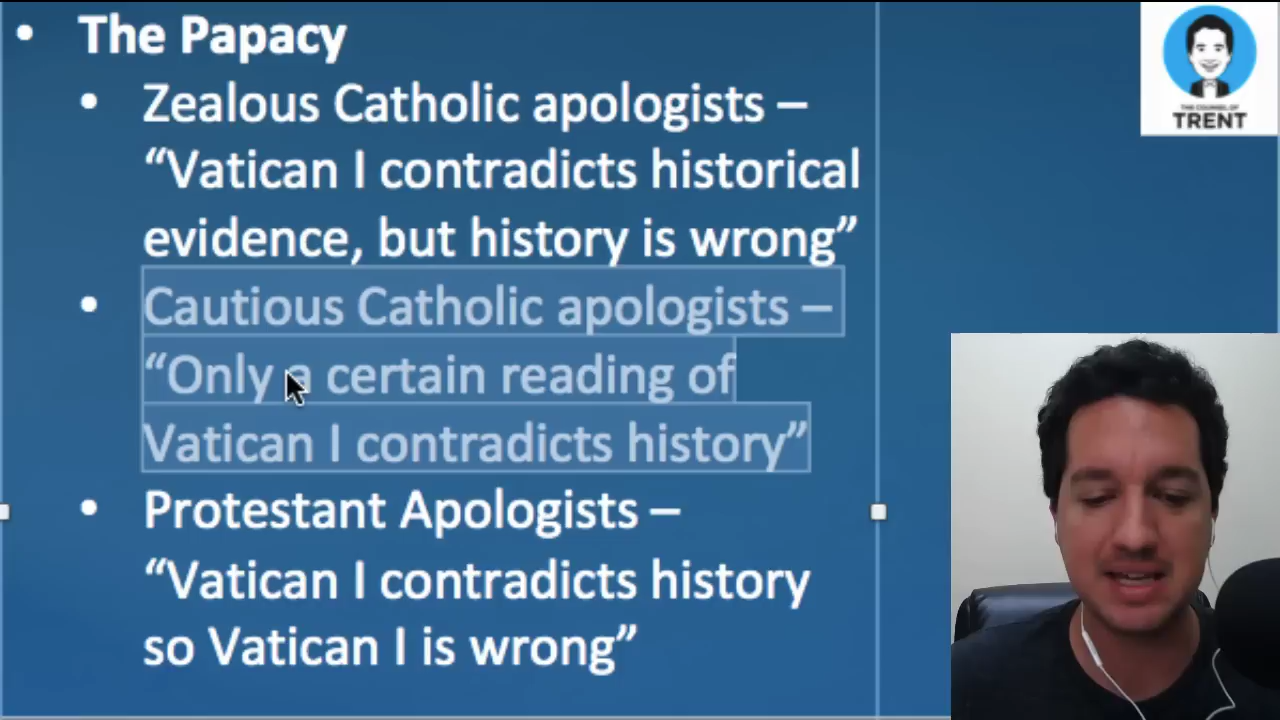 • The Papacy
• Zealous Catholic apologists –
“Vatican I contradicts historical
evidence, but history is wrong”
• Cautious Catholic apologists –
“Only a certain reading of
Vatican I contradicts history”
• Protestant Apologists –
“Vatican I contradicts history
so Vatican I is wrong”
THE COUNSEL OF
TRENT